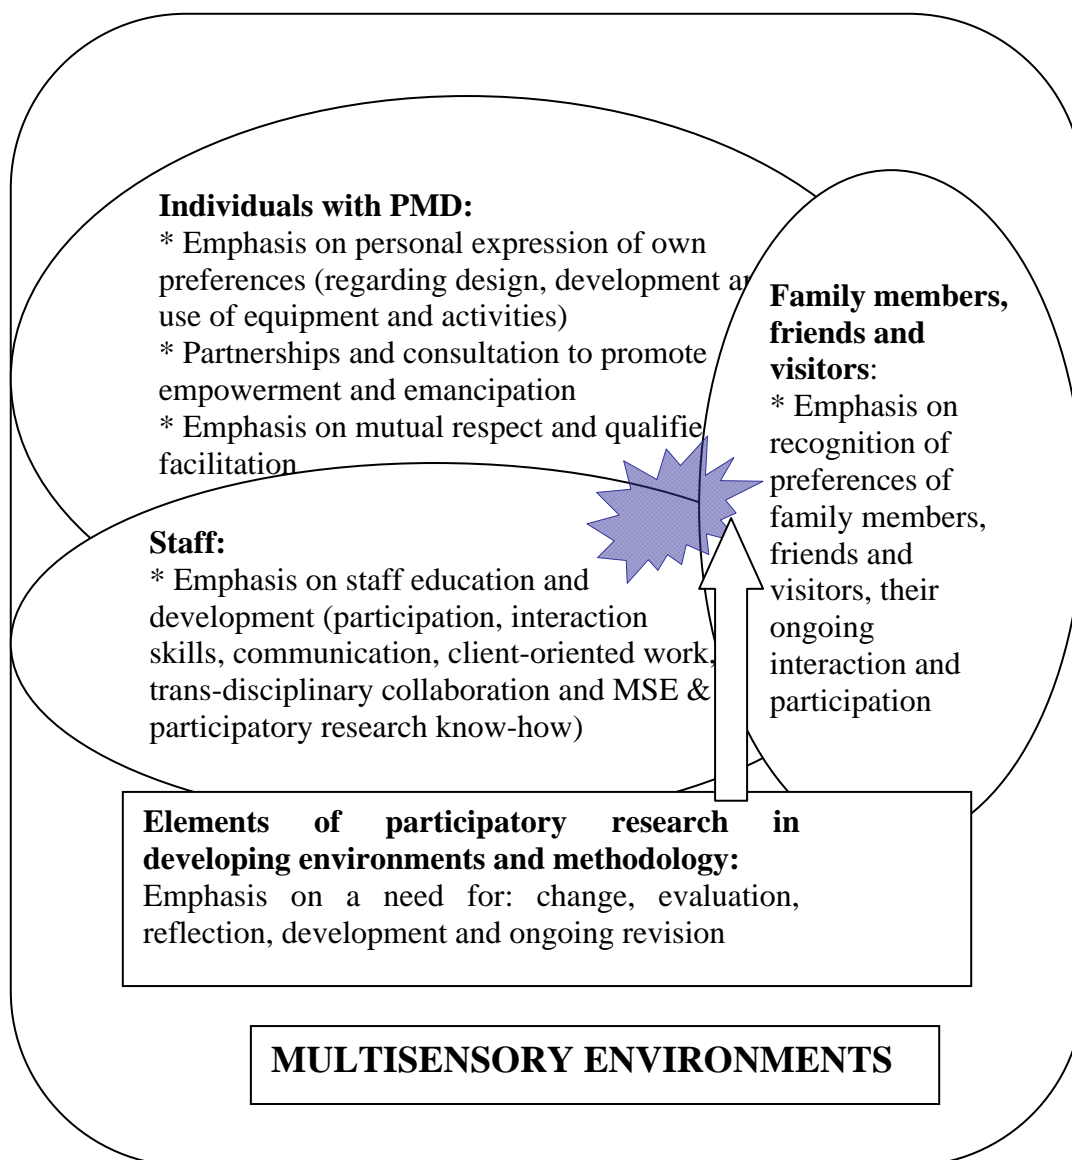 Individuals with PMD:
* Emphasis on personal expression of own
preferences (regarding design, development a
use of equipment and activities)
* Partnerships and consultation to promote
empowerment and emancipation
* Emphasis on mutual respect and qualifie
facilitation
Family members,
friends and
visitors:
* Emphasis on
recognition of
preferences of
family members,
friends and
visitors, their
ongoing
interaction and
participation
Staff:
* Emphasis on staff education and
development (participation, interaction
skills, communication, client-oriented work,
trans-disciplinary collaboration and MSE &
participatory research know-how)
Elements of participatory research in
developing environments and methodology:
Emphasis on a need for: change, evaluation,
reflection, development and ongoing revision
MULTISENSORY ENVIRONMENTS